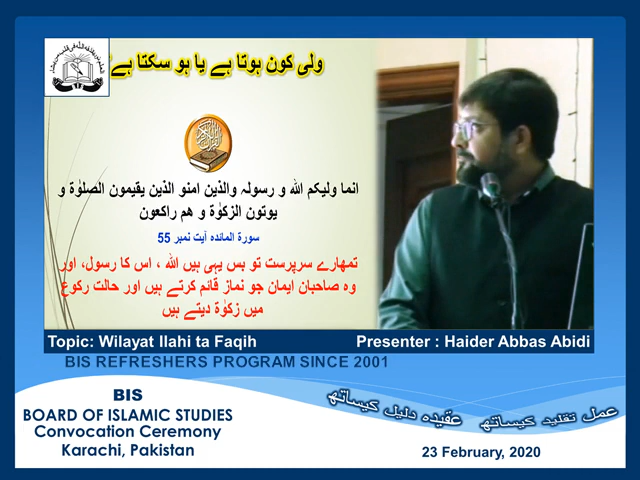 ولی کون ہوتا ہے یا ہو سکتا ہے؟
انما ولیکم اللہ و رسولہ والذین امنو الذین یقیمون الصلوٰۃ و
یوتون الزکوٰۃ و ھم راکعون
سورۃ المائدہ آیت نمبر 55
تمھارے سرپرست تو بس یہی ہیں اللہ ، اس کا رسول، اور
وہ صاحبان ایمان جو نماز قائم کرتے ہیں اور حالت رکوع
میں زکوٰۃ دیتے ہیں
Topic: Wilayat Ilahi ta Faqih
Presenter : Haider Abbas Abidi
BIS REFRESHERS PROGRAM SINCE 2001
BIS
BOARD OF ISLAMIC STUDIES
Convocation Ceremony
Karachi, Pakistan
عمل تقلید کیساتھ عقیدہ دلیل کیساتھ
23 February, 2020